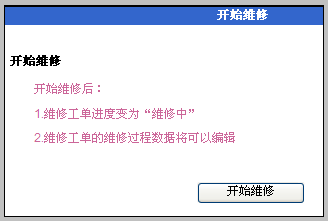 开始维修
开始维修
开始维修后：
1.维修工单进度变为“维修中”
2.维修工单的维修过程数据将可以编辑
开始维修